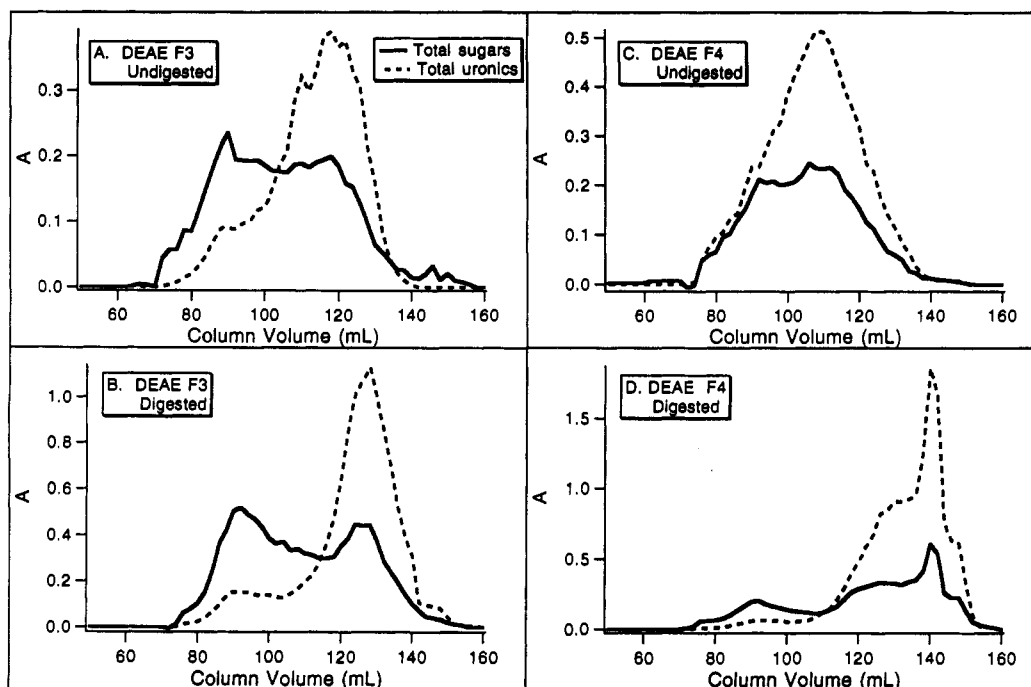 A. DEAE F3
Undigested
Total sugars
Total uronics
0.3
0.2
0.1
0.0
A
60 80 100 120 140 160
Column Volume (mL)
C. DEAE F4
Undigested
0.5
0.4
0.3
0.2
0.1
0.0
A
60 80 100 120 140 160
Column Volume (mL)
B. DEAE F3
Digested
1.0
0.8
0.6
0.4
0.2
0.0
A
60 80 100 120 140 160
Column Volume (mL)
D. DEAE F4
Digested
1.5
1.0
0.5
0.0
A
60 80 100 120 140 160
Column Volume (mL)